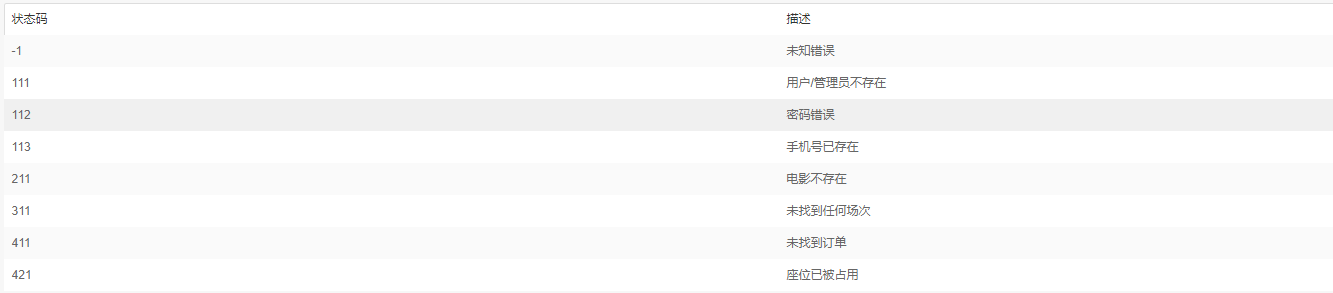 状态码 描述
-1 未知错误
111 用户/管理员不存在
112 密码错误
113 手机号已存在
211 电影不存在
311 未找到任何场次
411 未找到订单
421 座位已被占用